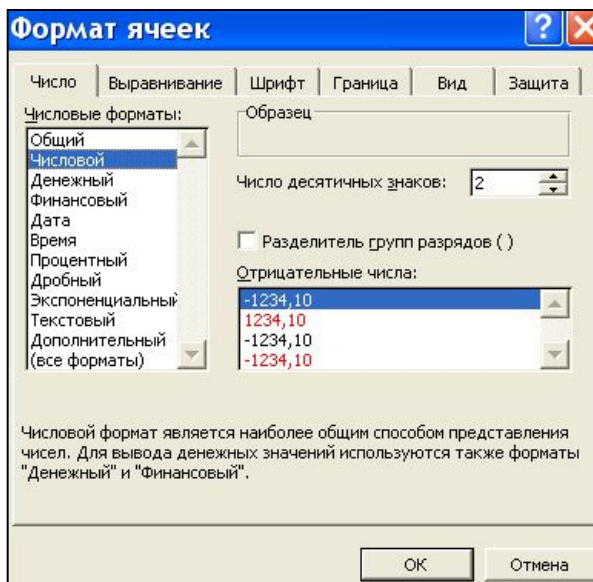 Формат ячеек
Число Выравнивание Шрифт Граница Вид Защита
Числовые форматы:
Общий
Числовой
Денежный
Финансовый
Дата
Время
Процентный
Дробный
Экспоненциальный
Текстовый
Дополнительный
(все форматы)
Образец
Число десятичных знаков: 2
Разделитель групп разрядов ( )
Отрицательные числа:
-1234,10
1234,10
-1234,10
-1234,10
Числовой формат является наиболее общим способом представления
чисел. Для вывода денежных значений используются также форматы
"Денежный" и "Финансовый".
ОК Отмена